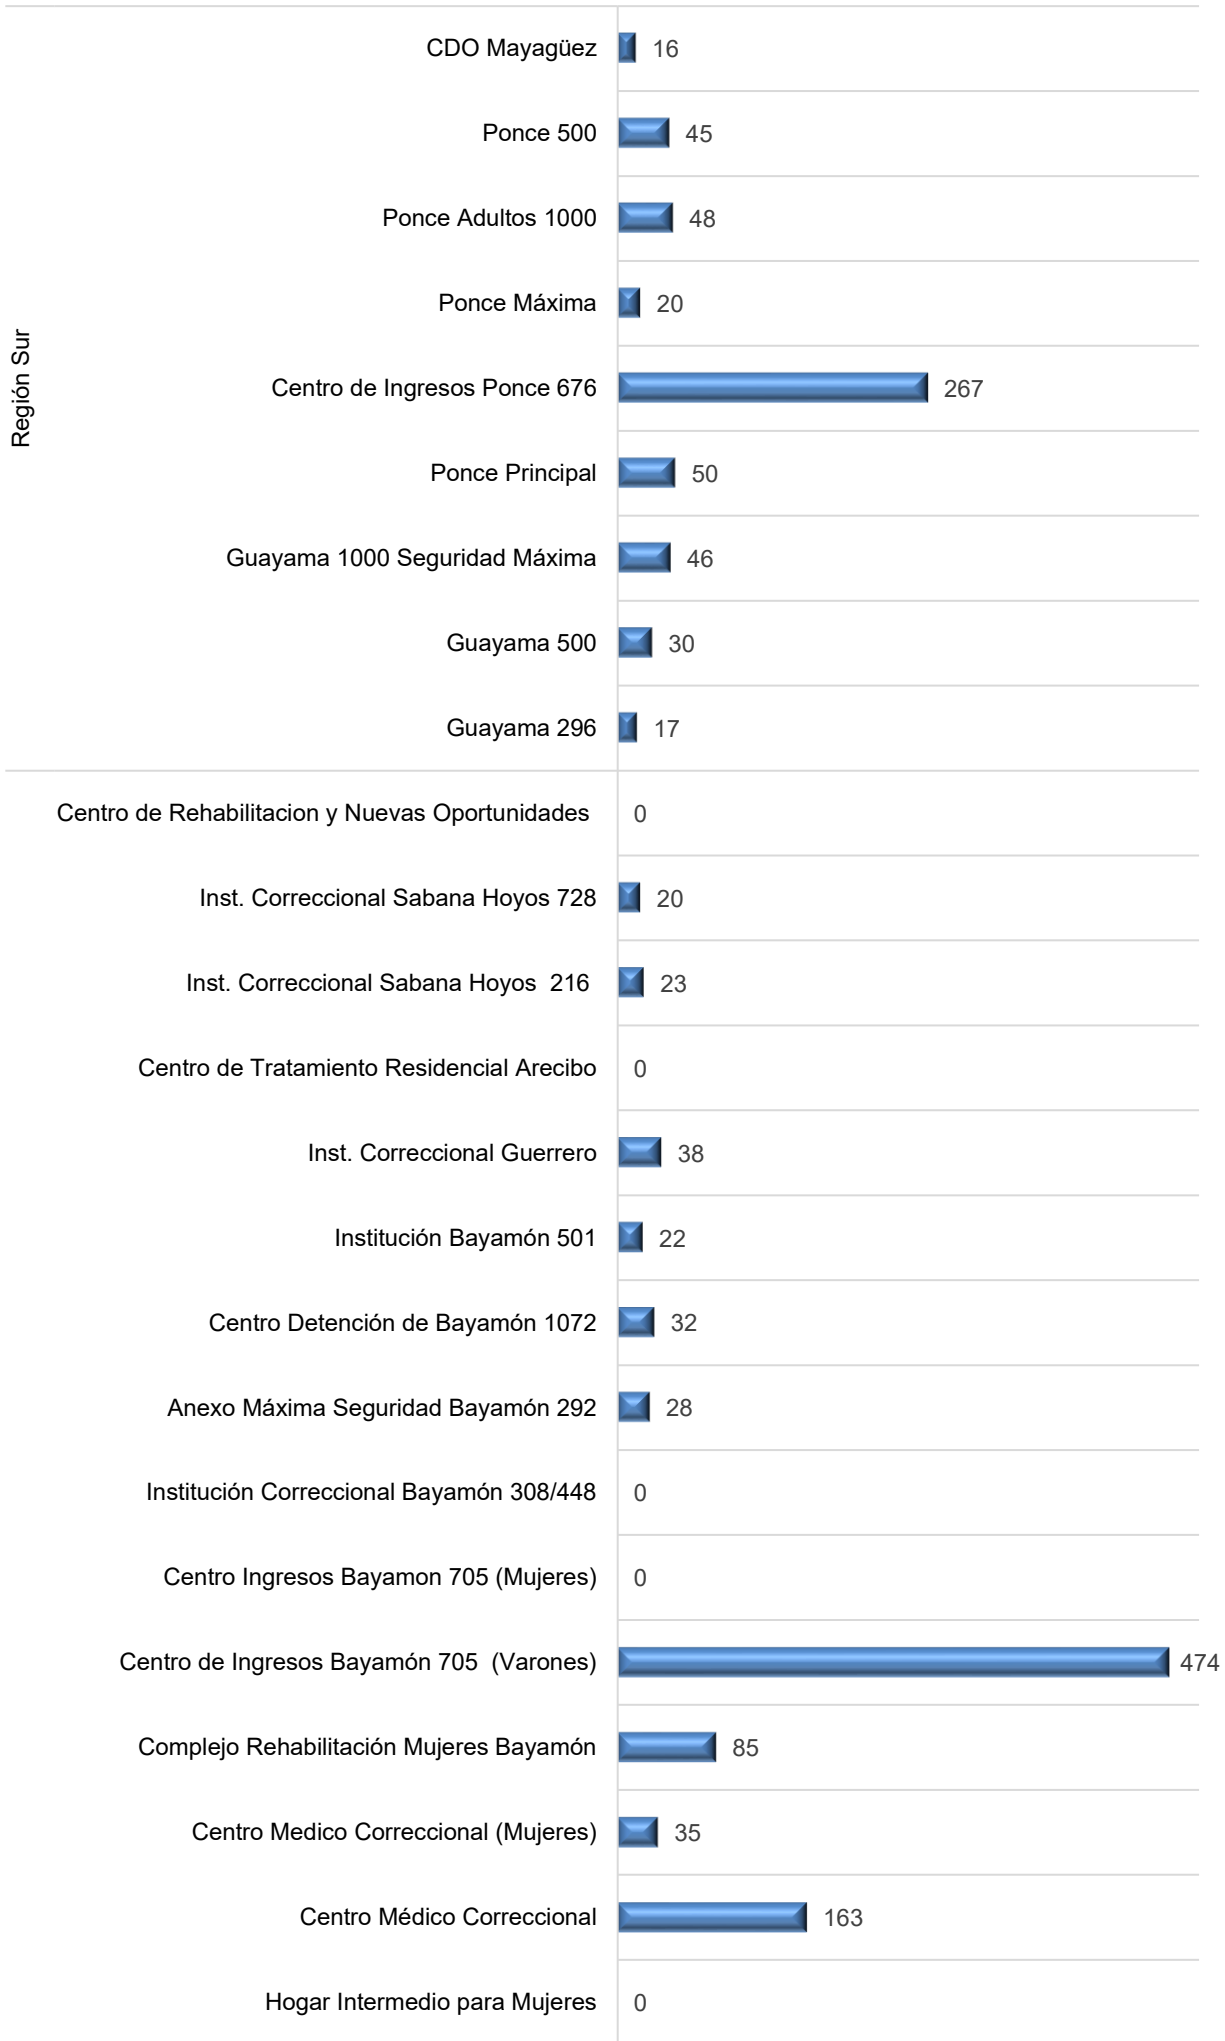 Región Sur
CDO Mayagüez 16
Ponce 500 45
Ponce Adultos 1000 48
Ponce Máxima 20
Centro de Ingresos Ponce 676 267
Ponce Principal 50
Guayama 1000 Seguridad Máxima 46
Guayama 500 30
Guayama 296 17
Centro de Rehabilitacion y Nuevas Oportunidades 0
Inst. Correccional Sabana Hoyos 728 20
Inst. Correccional Sabana Hoyos  216 23
Centro de Tratamiento Residencial Arecibo 0
Inst. Correccional Guerrero 38
Institución Bayamón 501 22
Centro Detención de Bayamón 1072 32
Anexo Máxima Seguridad Bayamón 292 28
Institución Correccional Bayamón 308/448 0
Centro Ingresos Bayamon 705 (Mujeres) 0
Centro de Ingresos Bayamón 705  (Varones) 474
Complejo Rehabilitación Mujeres Bayamón 85
Centro Medico Correccional (Mujeres) 35
Centro Médico Correccional 163
Hogar Intermedio para Mujeres 0